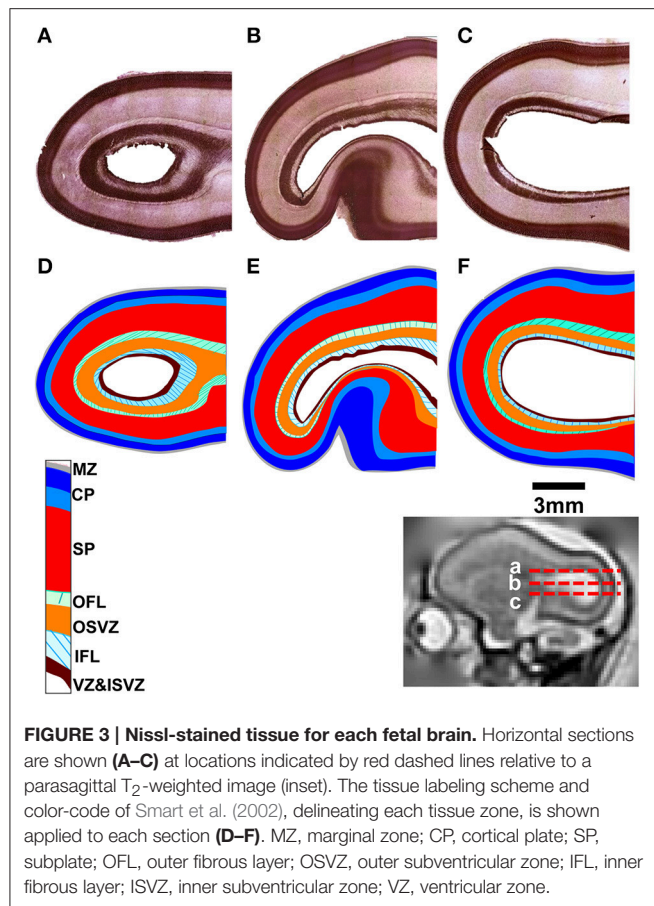 A
B
C
D
E
F
MZ
CP
SP
OFL
OSVZ
IFL
VZ&ISVZ
3mm
a
b
c
FIGURE 3 | Nissl-stained tissue for each fetal brain. Horizontal sections
are shown (A–C) at locations indicated by red dashed lines relative to a
parasagittal T2-weighted image (inset). The tissue labeling scheme and
color-code of Smart et al. (2002), delineating each tissue zone, is shown
applied to each section (D–F). MZ, marginal zone; CP, cortical plate; SP,
subplate; OFL, outer fibrous layer; OSVZ, outer subventricular zone; IFL, inner
fibrous layer; ISVZ, inner subventricular zone; VZ, ventricular zone.